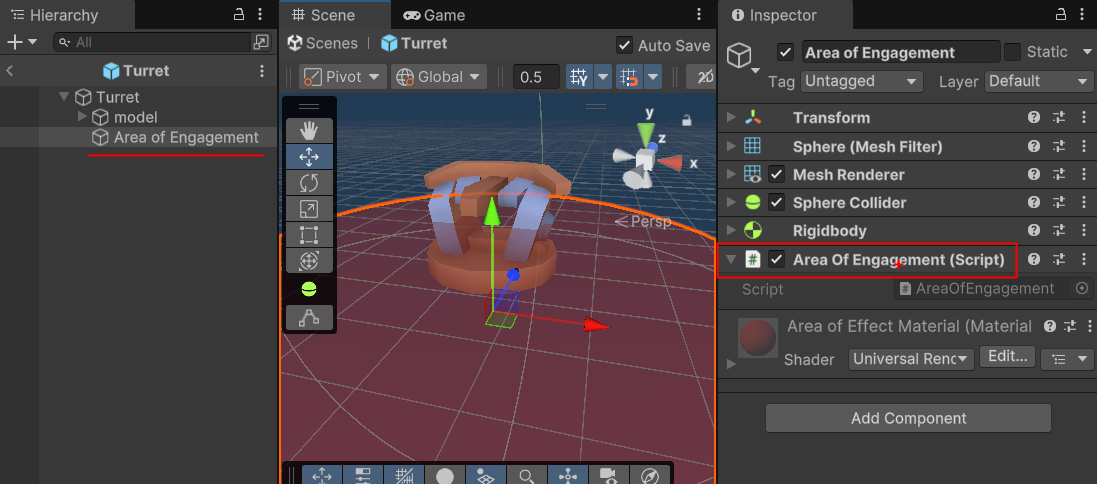 Hierarchy
All
Turret
Turret
model
Area of Engagement
Scene
Game
Scenes
Turret
Auto Save
Pivot
Global
0.5
2D
y
z
x
Persp
Inspector
Area of Engagement
Static
Tag
Untagged
Layer
Default
Transform
Sphere (Mesh Filter)
Mesh Renderer
Sphere Collider
Rigidbody
Area Of Engagement (Script)
Script
AreaOfEngagement
Area of Effect Material (Material
Shader
Universal Renc
Edit...
Add Component